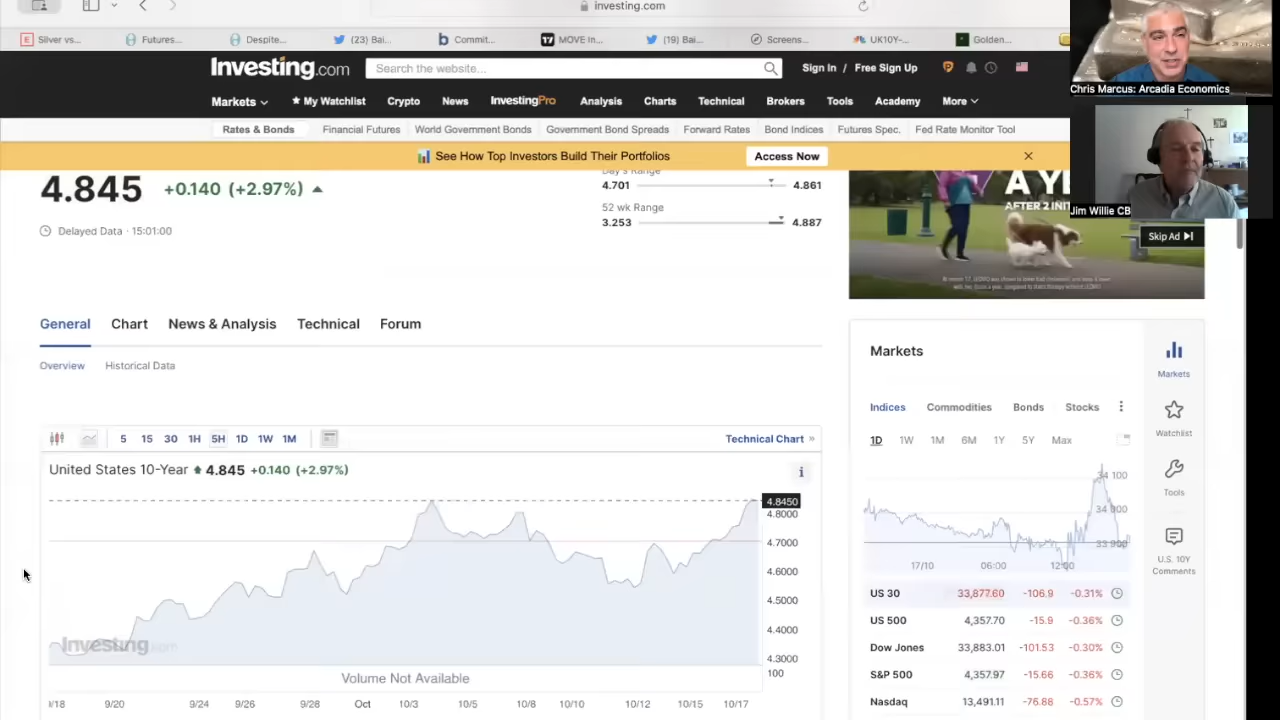 investing.com
Silver vs...
Futures...
Despite...
(23) Bai...
Commit...
17 MOVE In...
(19) Bai...
Screens...
UK10Y-...
Golden...
Chris Marcus: Arcadia Economics
Investing.com
Search the website...
Sign In / Free Sign Up
Markets
My Watchlist
Crypto
News
InvestingPro
Analysis
Charts
Technical
Brokers
Tools
Academy
More
Rates & Bonds
Financial Futures
World Government Bonds
Government Bond Spreads
Forward Rates
Bond Indices
Futures Spec.
Fed Rate Monitor Tool
See How Top Investors Build Their Portfolios
Access Now
Jim Willie CB
4.845 +0.140 (+2.97%)
Day's Range
4.701 4.861
52 wk Range
3.253 4.887
Delayed Data · 15:01:00
A YE
AFTER 2 INIT
Skip Ad
General
Chart
News & Analysis
Technical
Forum
Overview
Historical Data
5 15 30 1H 5H 1D 1W 1M
Technical Chart »
United States 10-Year 4.845 +0.140 (+2.97%)
i
4.8450
4.8000
4.7000
4.6000
4.5000
4.4000
4.3000
100
Investing.com
Volume Not Available
9/20 9/24 9/26 9/28 Oct 10/3 10/5 10/8 10/10 10/12 10/15 10/17
Markets
Indices
Commodities
Bonds
Stocks
1D 1W 1M 6M 1Y 5Y Max
34 100
17/10 06:00 12:00
US 30 33,877.60 -106.9 -0.31%
US 500 4,357.70 -15.9 -0.36%
Dow Jones 33,883.01 -101.53 -0.30%
S&P 500 4,357.97 -15.66 -0.36%
Nasdaq 13,491.11 -76.88 -0.57%
Markets
Watchlist
Tools
U.S. 10Y
Comments